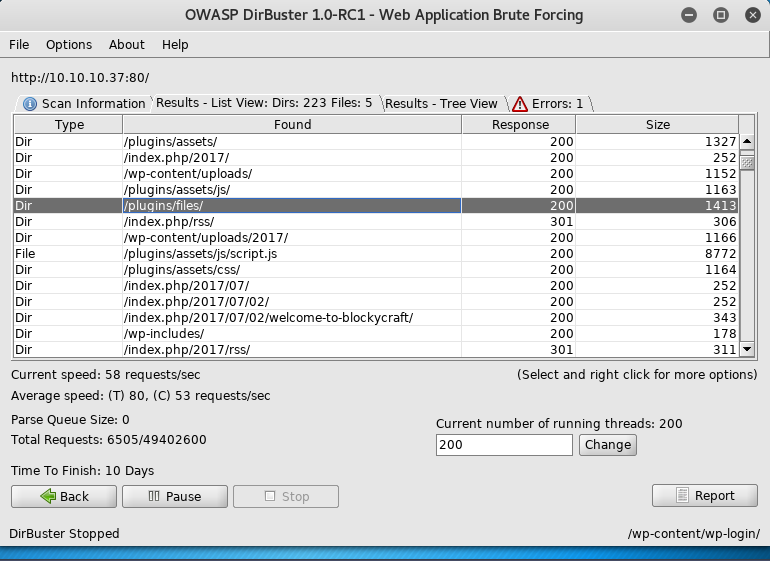 OWASP DirBuster 1.0-RC1 - Web Application Brute Forcing
File Options About Help
http://10.10.10.37:80/
Scan Information Results - List View: Dirs: 223 Files: 5 Results - Tree View Errors: 1
Type Found Response Size
Dir /plugins/assets/ 200 1327
Dir /index.php/2017/ 200 252
Dir /wp-content/uploads/ 200 1152
Dir /plugins/assets/js/ 200 1163
Dir /plugins/files/ 200 1413
Dir /index.php/rss/ 301 306
Dir /wp-content/uploads/2017/ 200 1166
File /plugins/assets/js/script.js 200 8772
Dir /plugins/assets/css/ 200 1164
Dir /index.php/2017/07/ 200 252
Dir /index.php/2017/07/02/ 200 252
Dir /index.php/2017/07/02/welcome-to-blockycraft/ 200 343
Dir /wp-includes/ 200 178
Dir /index.php/2017/rss/ 301 311
Current speed: 58 requests/sec (Select and right click for more options)
Average speed: (T) 80, (C) 53 requests/sec
Parse Queue Size: 0 Current number of running threads: 200
Total Requests: 6505/49402600 200 Change
Time To Finish: 10 Days
Back Pause Stop Report
DirBuster Stopped /wp-content/wp-login/